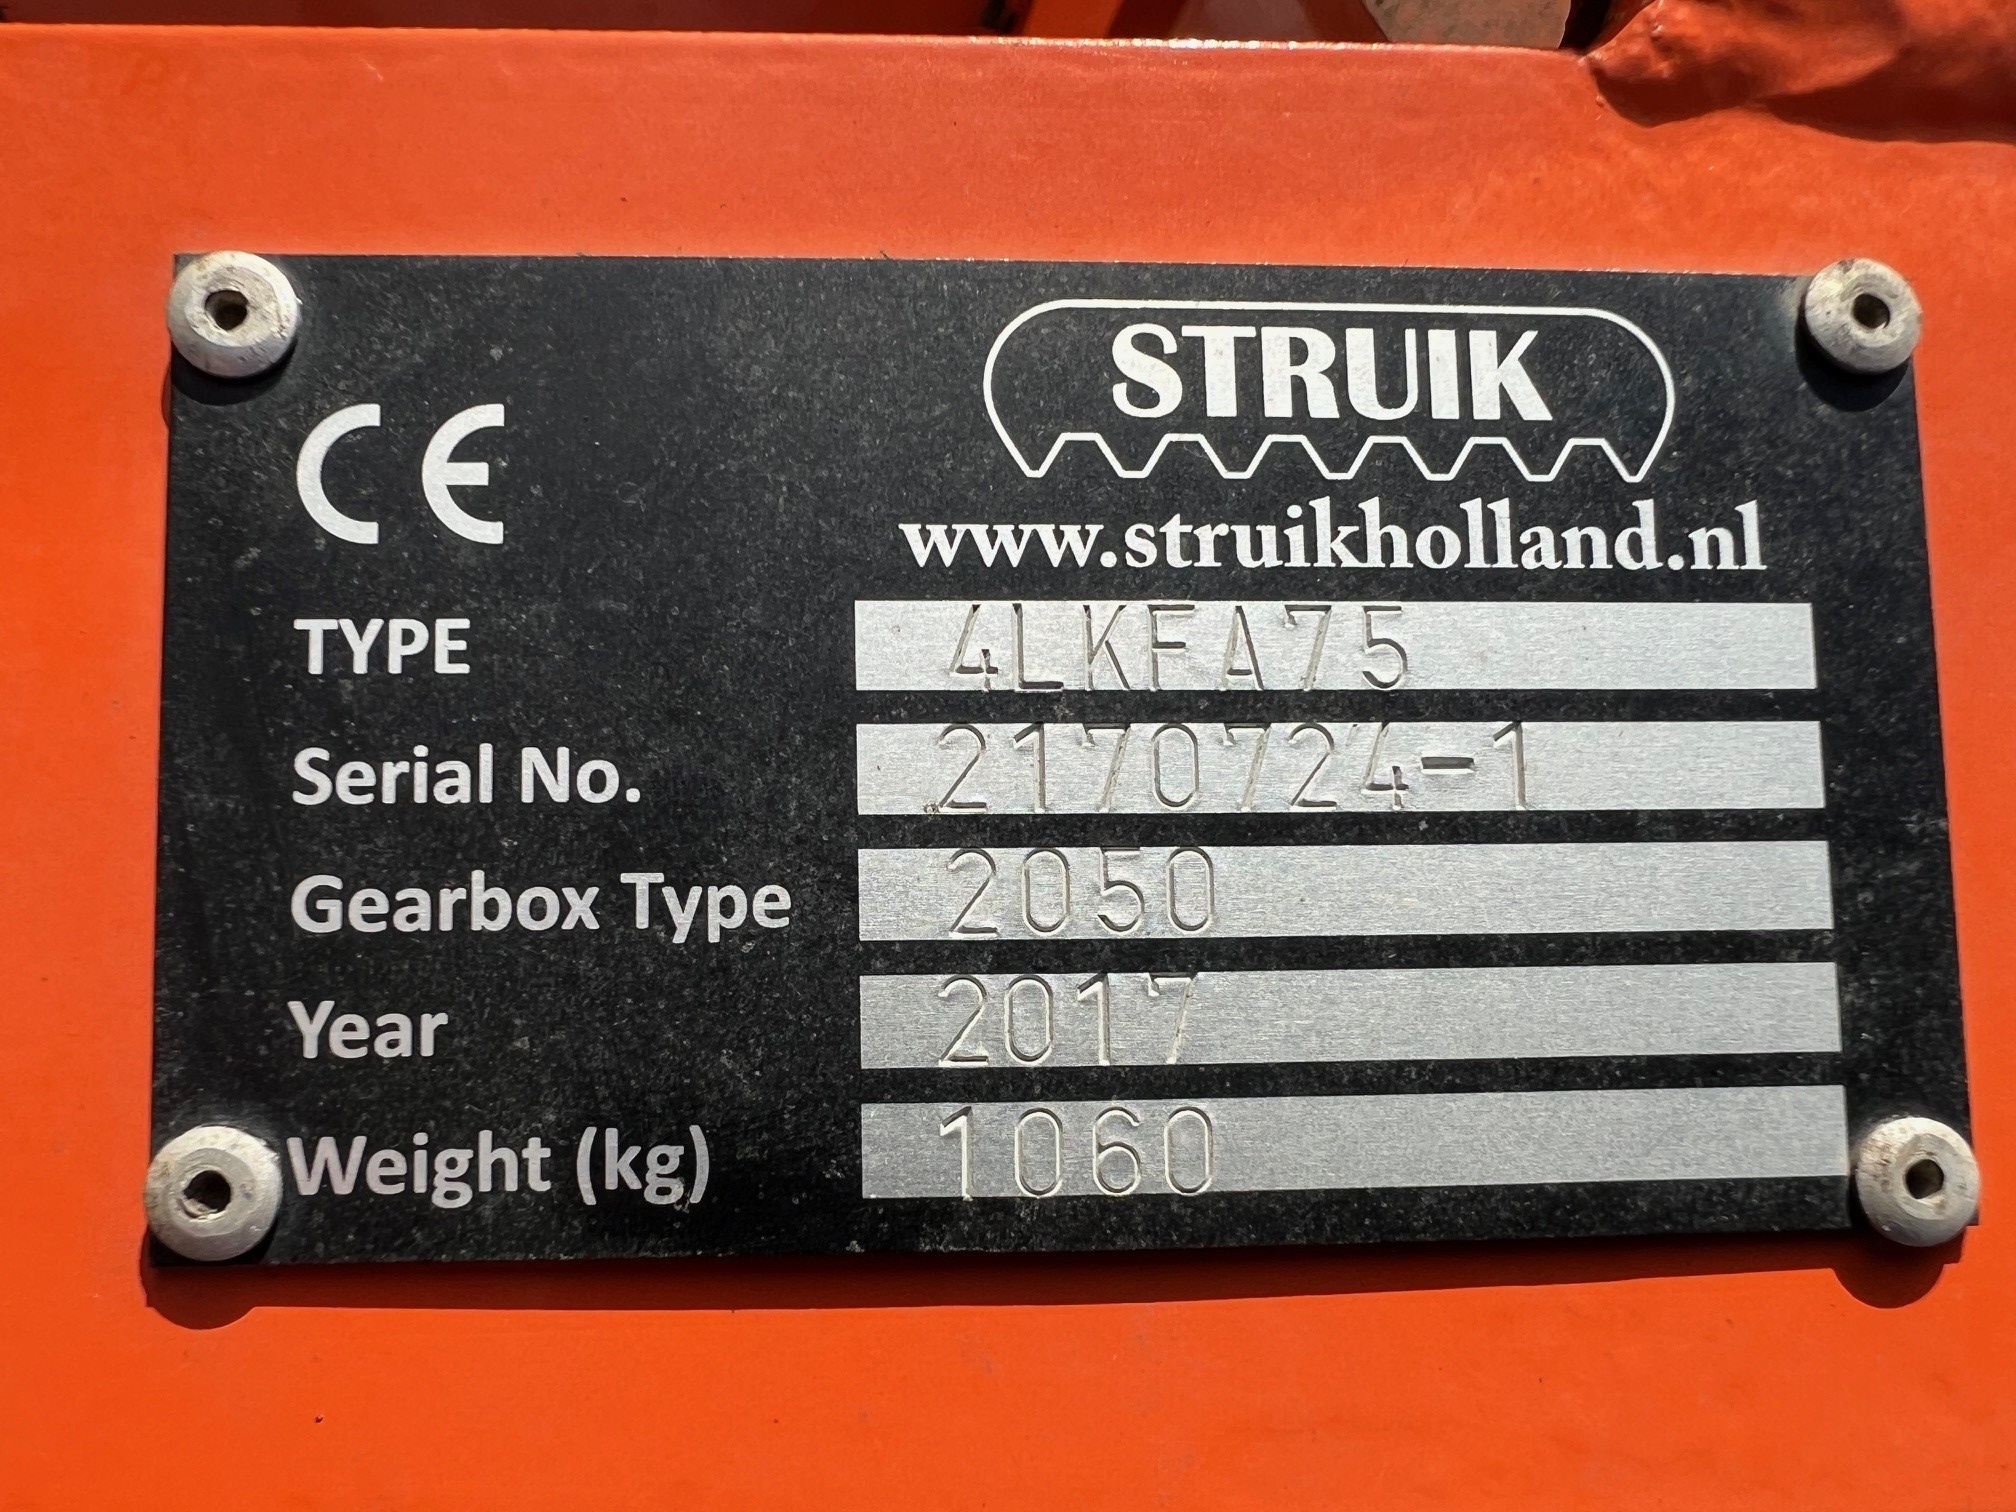 STRUIK
CE
www.struikholland.nl
TYPE 4LKFA75
Serial No. 2170724-1
Gearbox Type 2050
Year 2017
Weight (kg) 1060